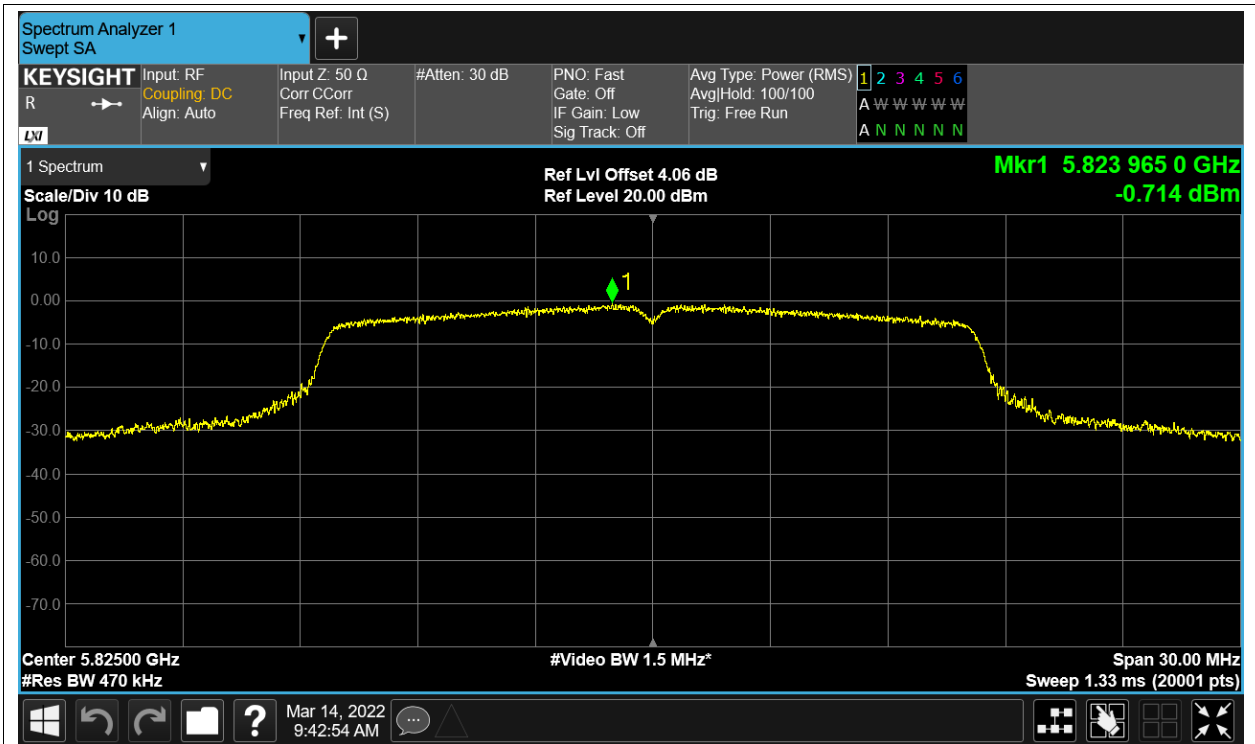 Spectrum Analyzer 1
Swept SA
+
KEYSIGHT
R
LXI
Input: RF
Coupling: DC
Align: Auto
Input Z: 50 Ω
Corr CCorr
Freq Ref: Int (S)
#Atten: 30 dB
PNO: Fast
Gate: Off
IF Gain: Low
Sig Track: Off
Avg Type: Power (RMS)
Avg|Hold: 100/100
Trig: Free Run
1 2 3 4 5 6
A W W W W W
A N N N N N
1 Spectrum
Scale/Div 10 dB
Log
Ref Lvl Offset 4.06 dB
Ref Level 20.00 dBm
Mkr1 5.823 965 0 GHz
-0.714 dBm
1
10.0
0.00
-10.0
-20.0
-30.0
-40.0
-50.0
-60.0
-70.0
Center 5.82500 GHz
#Res BW 470 kHz
#Video BW 1.5 MHz*
Span 30.00 MHz
Sweep 1.33 ms (20001 pts)
?
Mar 14, 2022
9:42:54 AM